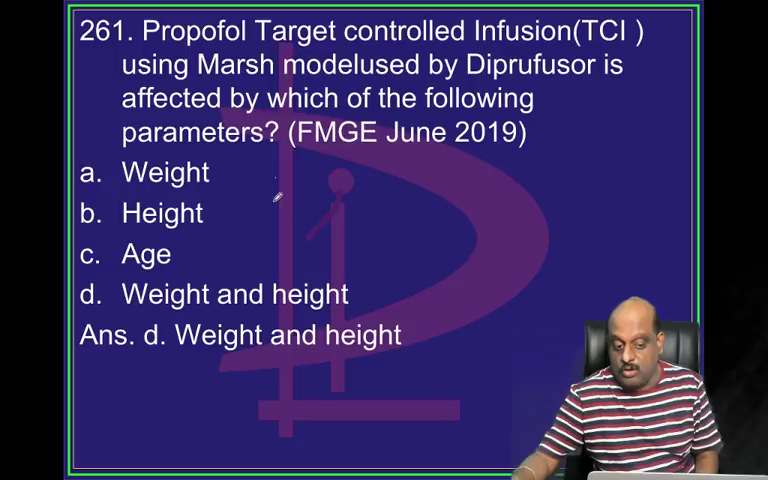 261. Propofol Target controlled Infusion(TCI )
using Marsh modelused by Diprufusor is
affected by which of the following
parameters? (FMGE June 2019)
a. Weight
b. Height
c. Age
d. Weight and height
Ans. d. Weight and height